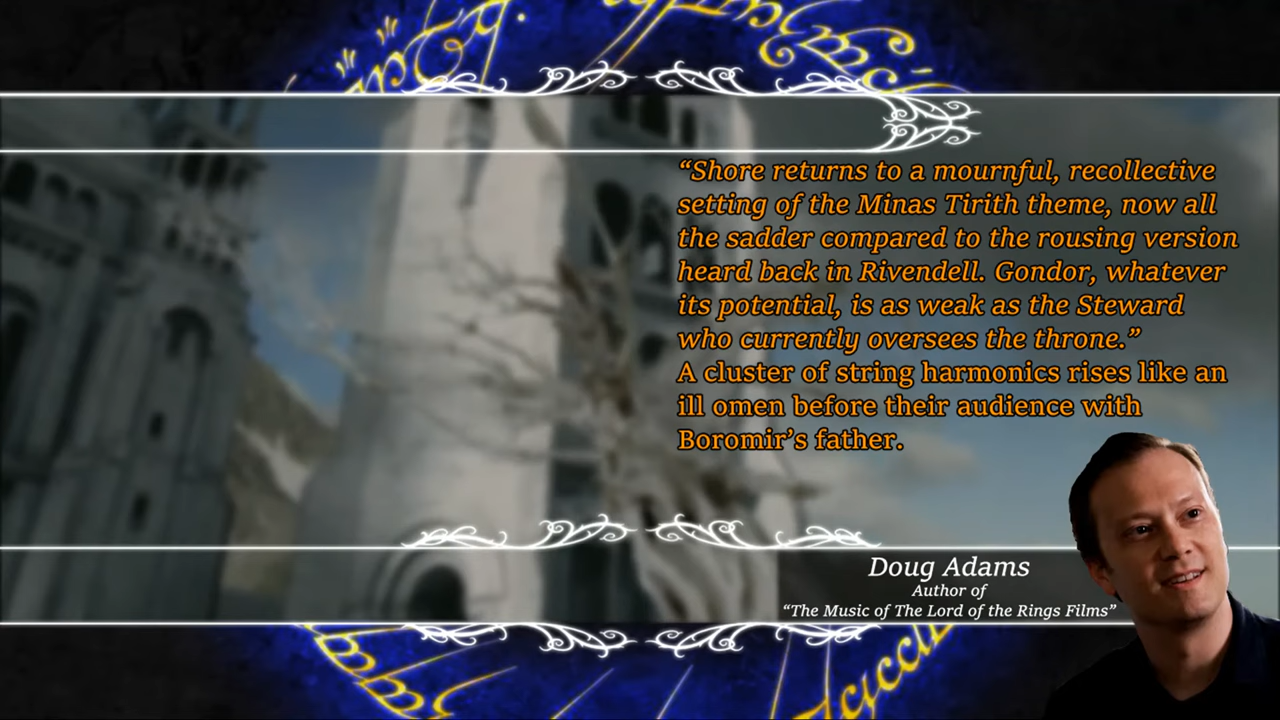 “Shore returns to a mournful, recollective
setting of the Minas Tirith theme, now all
the sadder compared to the rousing version
heard back in Rivendell. Gondor, whatever
its potential, is as weak as the Steward
who currently oversees the throne.”
A cluster of string harmonics rises like an
ill omen before their audience with
Boromir’s father.
Doug Adams
Author of
“The Music of The Lord of the Rings Films”